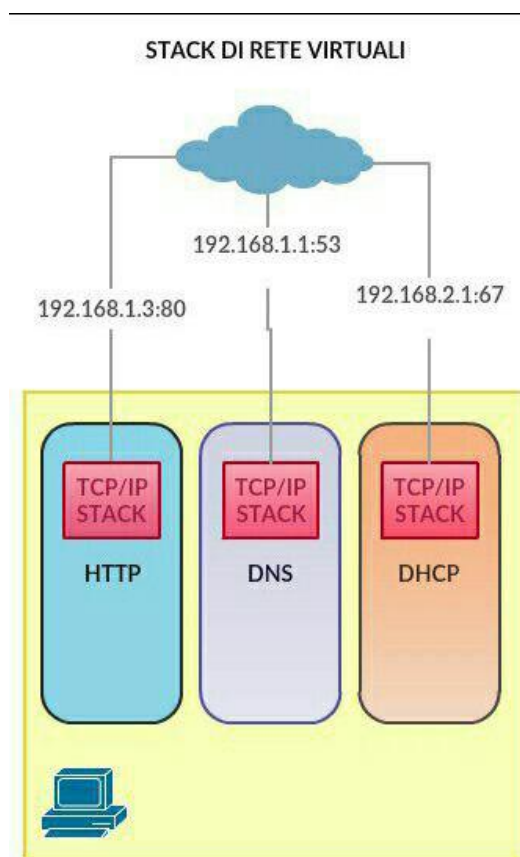 STACK DI RETE VIRTUALI
192.168.1.1:53
192.168.1.3:80
192.168.2.1:67
TCP/IP
STACK
HTTP
TCP/IP
STACK
DNS
TCP/IP
STACK
DHCP